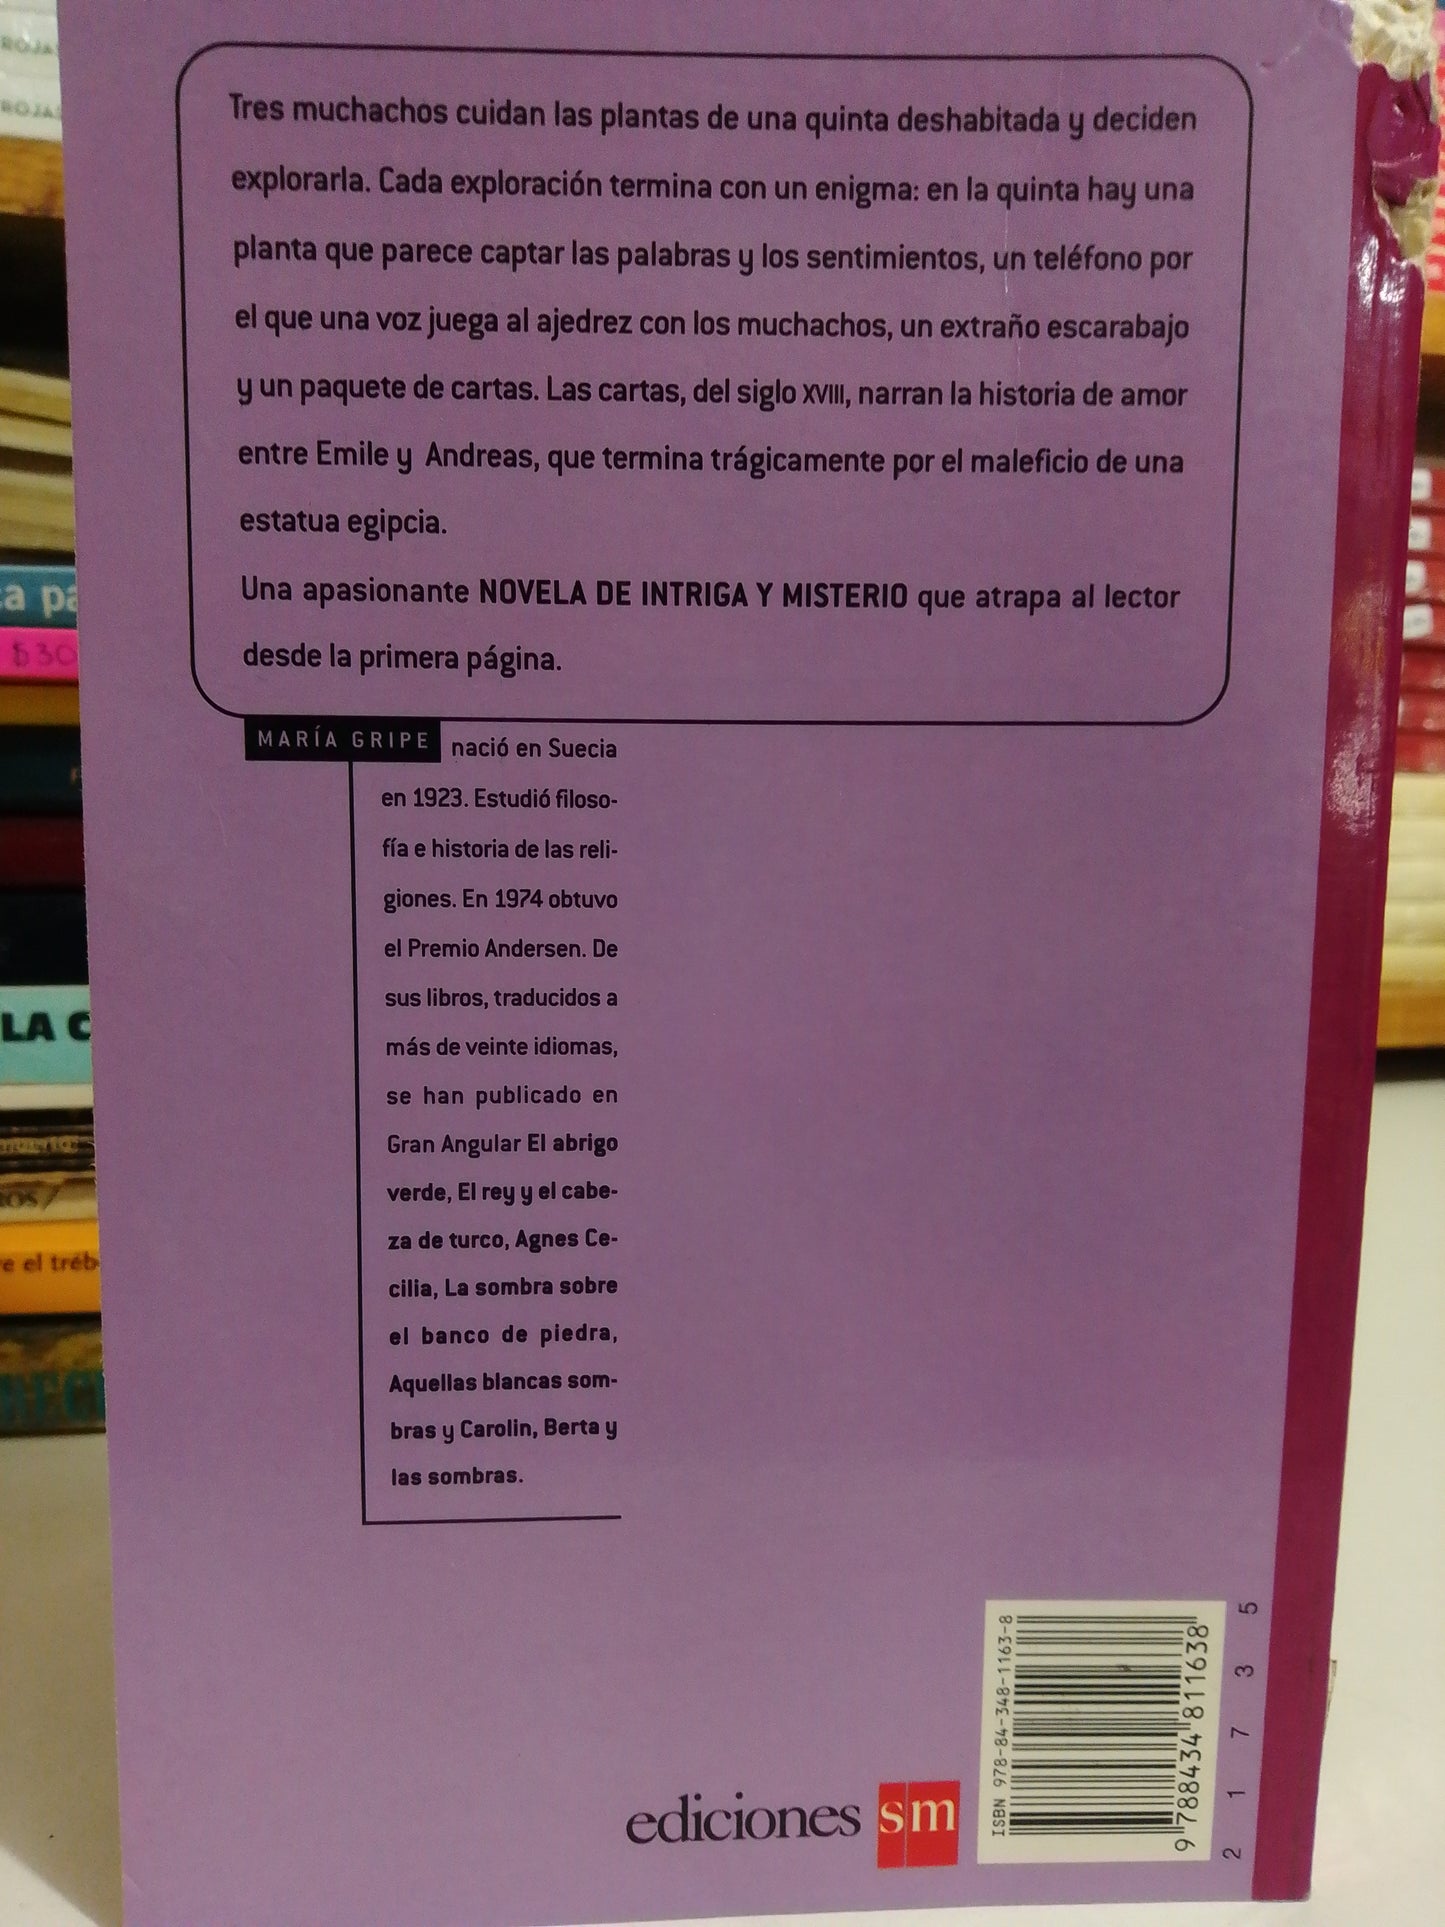 Tres muchachos cuidan las plantas de una quinta deshabitada y deciden
explorarla. Cada exploración termina con un enigma: en la quinta hay una
planta que parece captar las palabras y los sentimientos, un teléfono por
el que una voz juega al ajedrez con los muchachos, un extraño escarabajo
y un paquete de cartas. Las cartas, del siglo XVIII, narran la historia de amor
entre Emile y Andreas, que termina trágicamente por el maleficio de una
estatua egipcia.
Una apasionante NOVELA DE INTRIGA Y MISTERIO que atrapa al lector
desde la primera página.
MARÍA GRIPE nació en Suecia
en 1923. Estudió filoso-
fía e historia de las reli-
giones. En 1974 obtuvo
el Premio Andersen. De
sus libros, traducidos a
más de veinte idiomas,
se han publicado en
Gran Angular El abrigo
verde, El rey y el cabe-
za de turco, Agnes Ce-
cilia, La sombra sobre
el banco de piedra,
Aquellas blancas som-
bras y Carolin, Berta y
las sombras.
ediciones sm
ISBN 978-84-348-1163-8
9 788434 811638
2 1 7 3 5
ROJAS
ROJAS
a pa
$30
LA C
ROS/
e el tréb